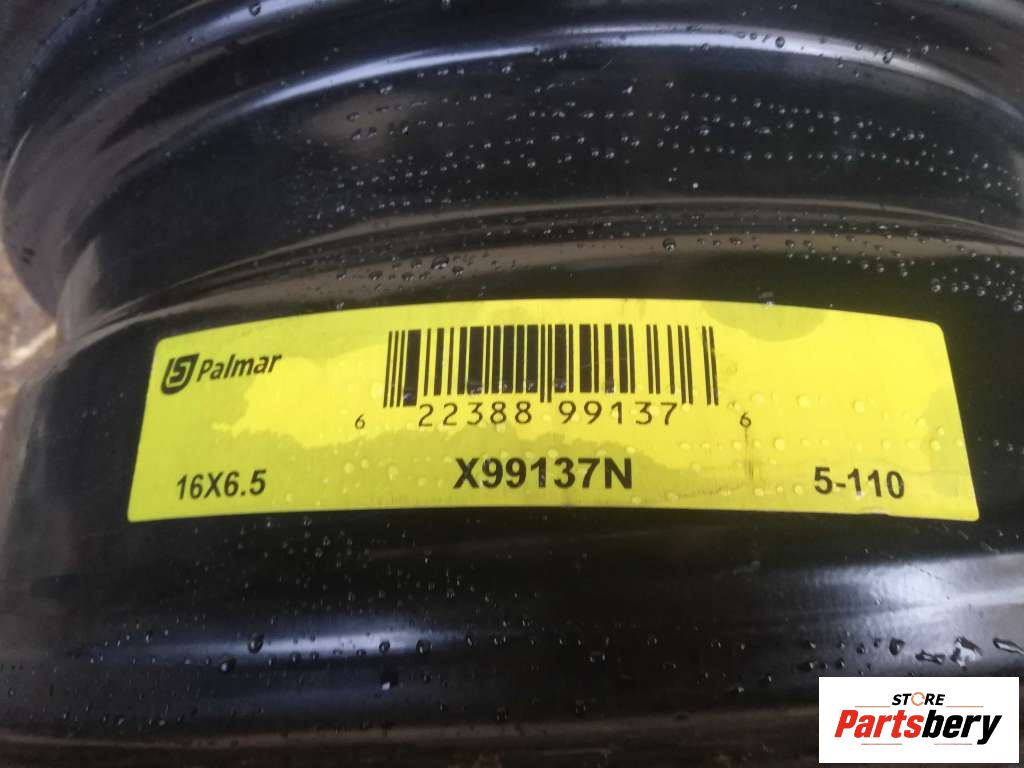 Palmar
6 22388 99137 6
16X6.5 X99137N 5-110
STORE
Partsbery